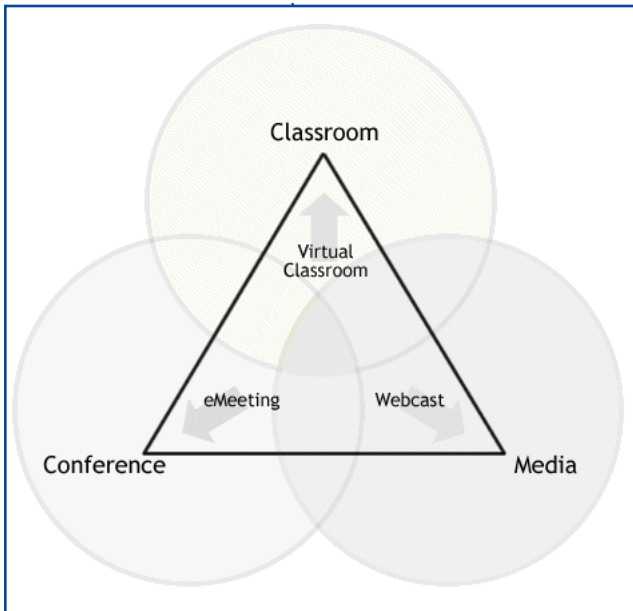 Classroom
Virtual
Classroom
eMeeting
Webcast
Conference
Media